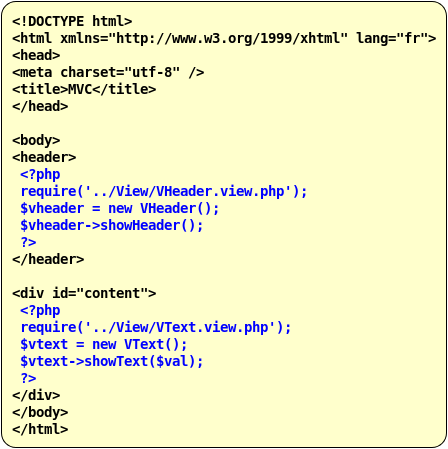 <!DOCTYPE html>
<html xmlns="http://www.w3.org/1999/xhtml" lang="fr">
<head>
<meta charset="utf-8" />
<title>MVC</title>
</head>

<body>
<header>
 <?php
 require('../View/VHeader.view.php');
 $vheader = new VHeader();
 $vheader->showHeader();
 ?>
</header>

<div id="content">
 <?php
 require('../View/VText.view.php');
 $vtext = new VText();
 $vtext->showText($val);
 ?>
</div>
</body>
</html>